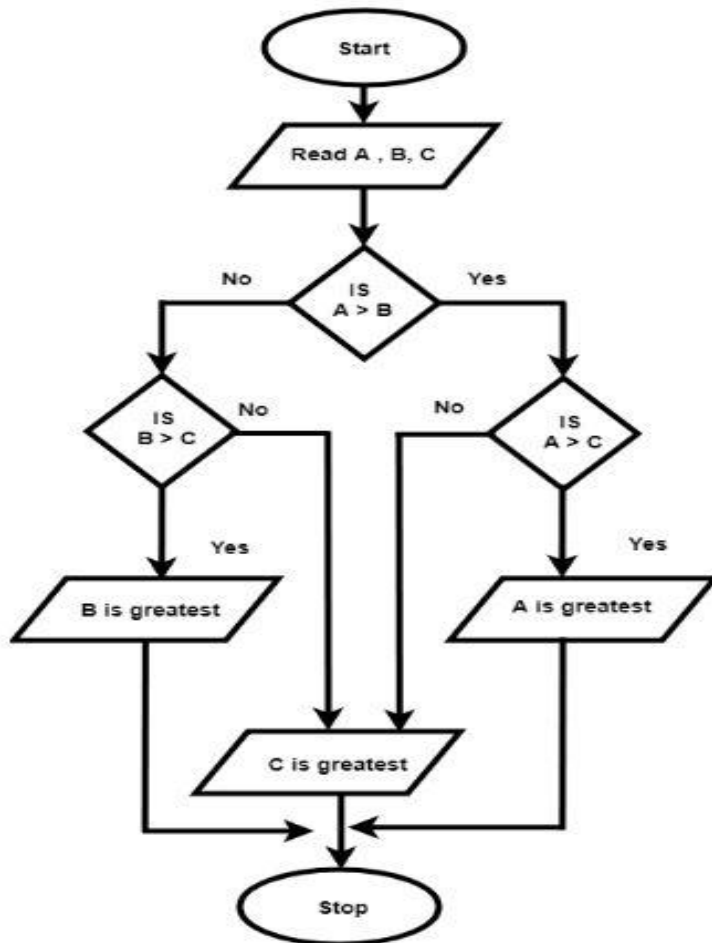 Start
Read A , B, C
No
Yes
IS
A > B
IS
B > C
No
No
IS
A > C
Yes
Yes
B is greatest
A is greatest
C is greatest
Stop